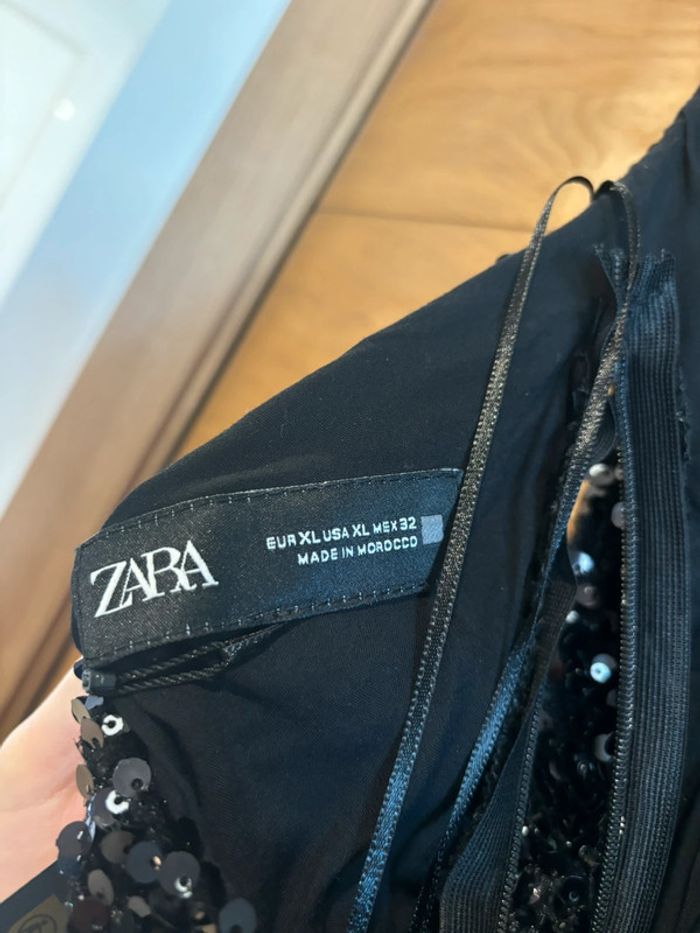 ZARA
EUR XL USA XL MEX 32
MADE IN MOROCCO